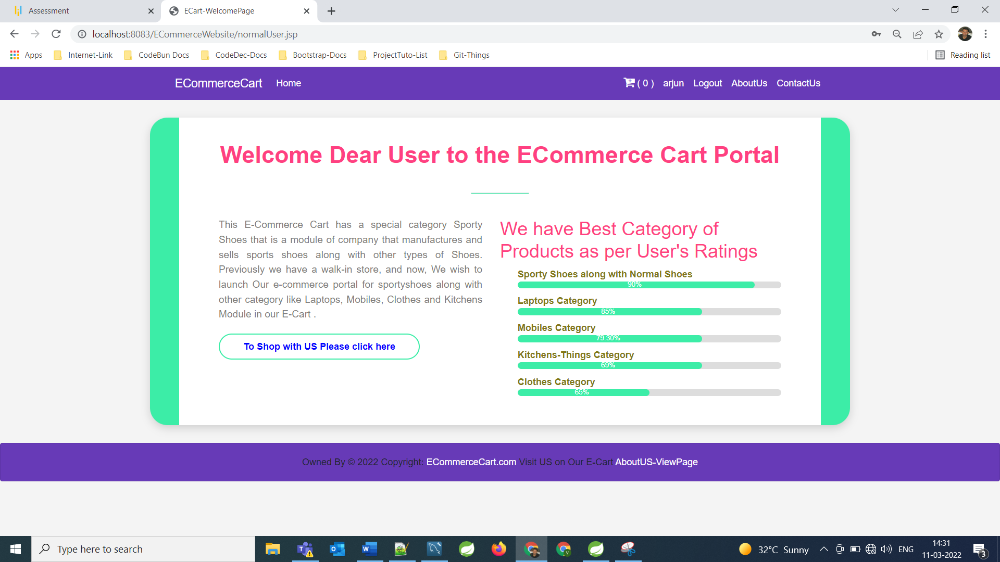 Assessment
ECart-WelcomePage
localhost:8083/ECommerceWebsite/normalUser.jsp
Apps Internet-Link CodeBun Docs CodeDec-Docs Bootstrap-Docs ProjectTuto-List Git-Things Reading list
ECommerceCart Home ( 0 ) arjun Logout AboutUs ContactUs
Welcome Dear User to the ECommerce Cart Portal
This E-Commerce Cart has a special category Sporty
Shoes that is a module of company that manufactures and
sells sports shoes along with other types of Shoes.
Previously we have a walk-in store, and now, We wish to
launch Our e-commerce portal for sportyshoes along with
other category like Laptops, Mobiles, Clothes and Kitchens
Module in our E-Cart .
To Shop with US Please click here
We have Best Category of
Products as per User's Ratings
Sporty Shoes along with Normal Shoes
90%
Laptops Category
85%
Mobiles Category
79.30%
Kitchens-Things Category
69%
Clothes Category
65%
Owned By © 2022 Copyright: ECommerceCart.com Visit US on Our E-Cart AboutUS-ViewPage
Type here to search
32°C Sunny
ENG
14:31
11-03-2022
3